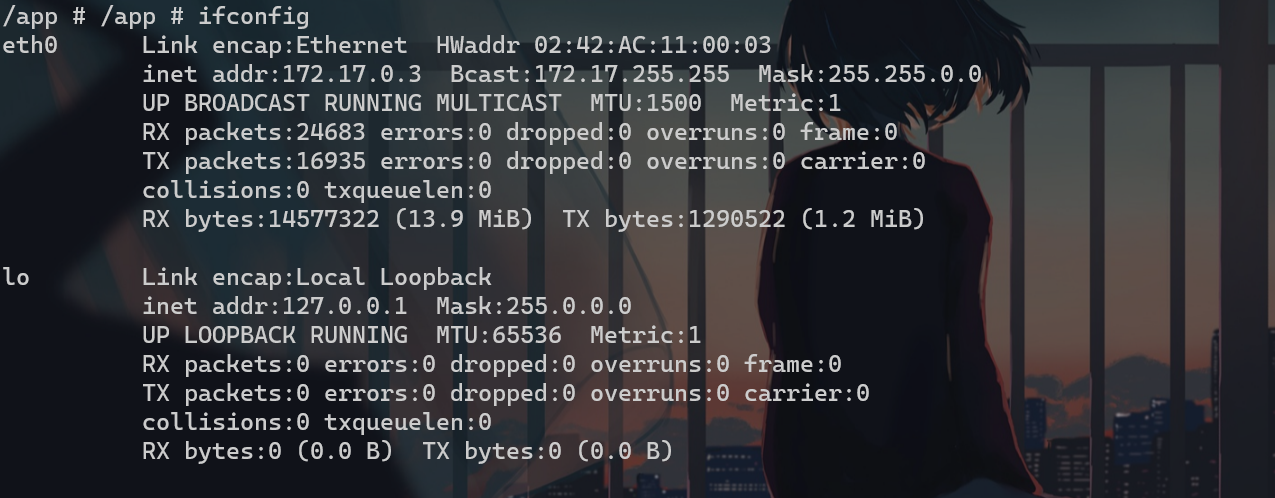 /app # /app # ifconfig
eth0      Link encap:Ethernet  HWaddr 02:42:AC:11:00:03
          inet addr:172.17.0.3  Bcast:172.17.255.255  Mask:255.255.0.0
          UP BROADCAST RUNNING MULTICAST  MTU:1500  Metric:1
          RX packets:24683 errors:0 dropped:0 overruns:0 frame:0
          TX packets:16935 errors:0 dropped:0 overruns:0 carrier:0
          collisions:0 txqueuelen:0
          RX bytes:14577322 (13.9 MiB)  TX bytes:1290522 (1.2 MiB)

lo        Link encap:Local Loopback
          inet addr:127.0.0.1  Mask:255.0.0.0
          UP LOOPBACK RUNNING  MTU:65536  Metric:1
          RX packets:0 errors:0 dropped:0 overruns:0 frame:0
          TX packets:0 errors:0 dropped:0 overruns:0 carrier:0
          collisions:0 txqueuelen:0
          RX bytes:0 (0.0 B)  TX bytes:0 (0.0 B)